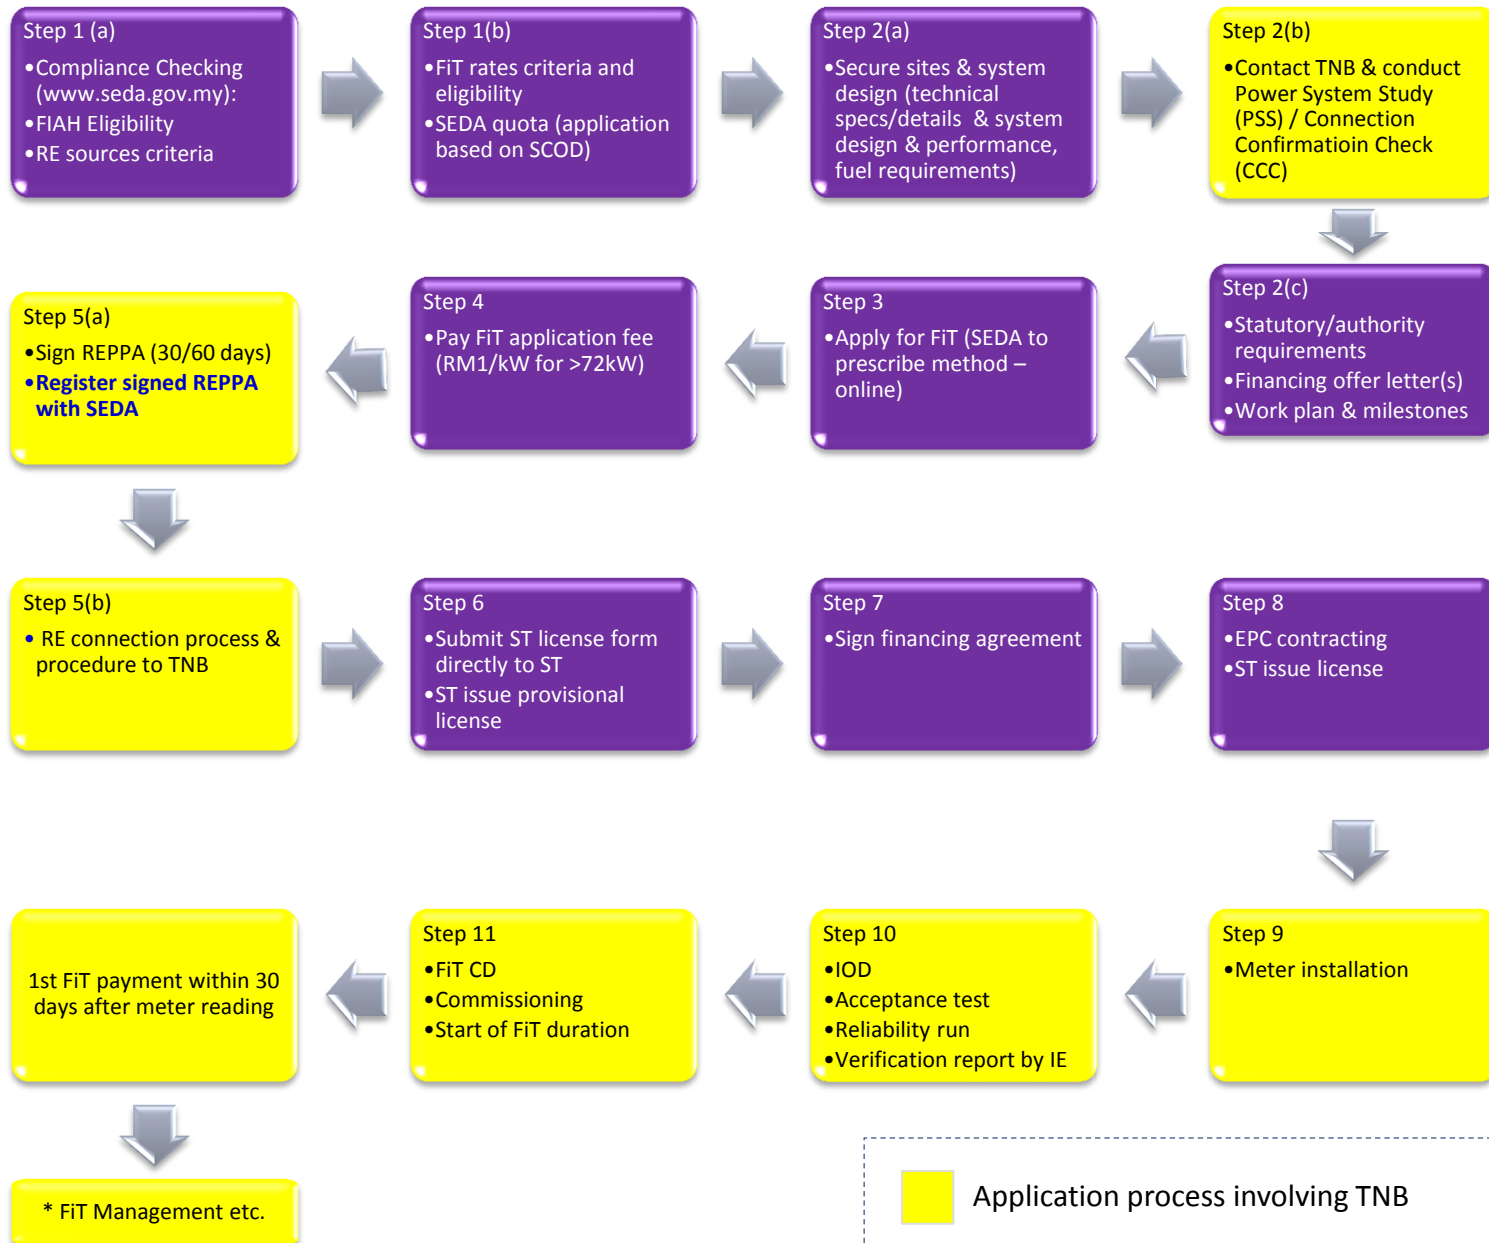 Step 1 (a)
•Compliance Checking
(www.seda.gov.my):
•FIAH Eligibility
•RE sources criteria
Step 1(b)
•FiT rates criteria and
eligibility
•SEDA quota (application
based on SCOD)
Step 2(a)
•Secure sites & system
design (technical
specs/details & system
design & performance,
fuel requirements)
Step 2(b)
•Contact TNB & conduct
Power System Study
(PSS) / Connection
Confirmatioin Check
(CCC)
Step 2(c)
•Statutory/authority
requirements
•Financing offer letter(s)
•Work plan & milestones
Step 3
•Apply for FiT (SEDA to
prescribe method –
online)
Step 4
•Pay FiT application fee
(RM1/kW for >72kW)
Step 5(a)
•Sign REPPA (30/60 days)
•Register signed REPPA
with SEDA
Step 5(b)
• RE connection process &
procedure to TNB
Step 6
•Submit ST license form
directly to ST
•ST issue provisional
license
Step 7
•Sign financing agreement
Step 8
•EPC contracting
•ST issue license
Step 9
•Meter installation
Step 10
•IOD
•Acceptance test
•Reliability run
•Verification report by IE
Step 11
•FiT CD
•Commissioning
•Start of FiT duration
1st FiT payment within 30
days after meter reading
* FiT Management etc.
Application process involving TNB